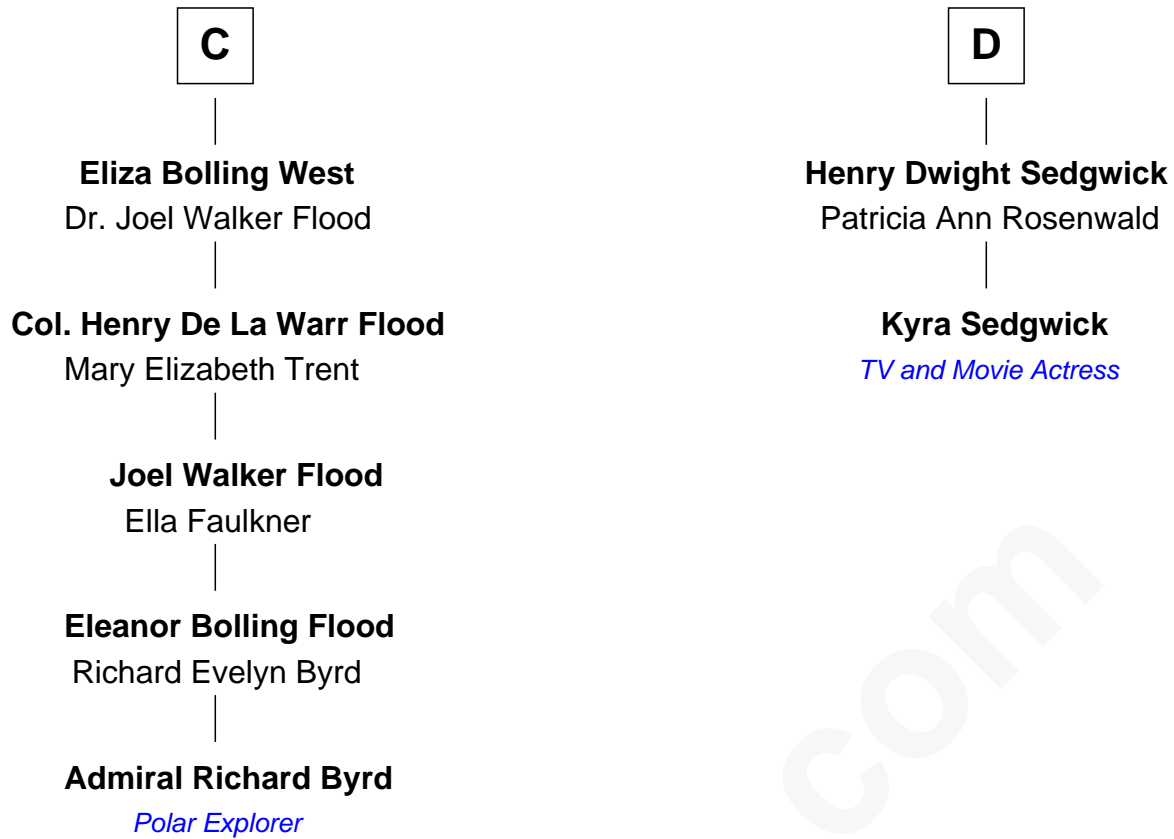 C
Eliza Bolling West
Dr. Joel Walker Flood
Col. Henry De La Warr Flood
Mary Elizabeth Trent
Joel Walker Flood
Ella Faulkner
Eleanor Bolling Flood
Richard Evelyn Byrd
Admiral Richard Byrd
Polar Explorer
D
Henry Dwight Sedgwick
Patricia Ann Rosenwald
Kyra Sedgwick
TV and Movie Actress
com